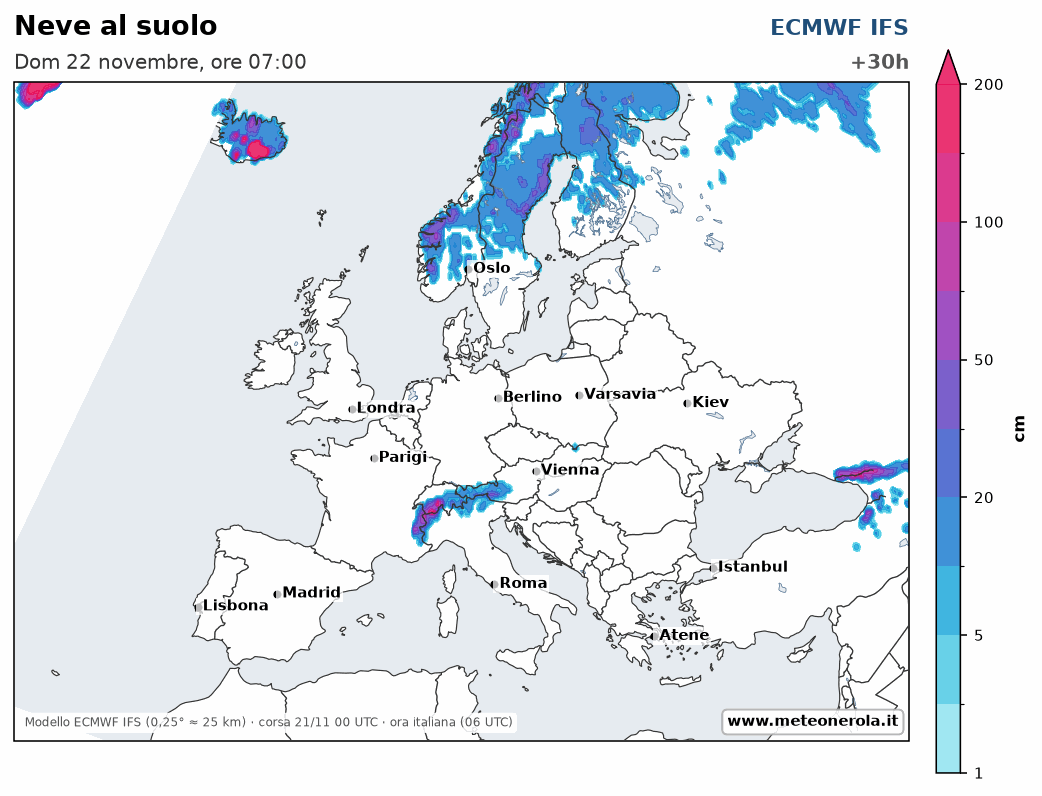 Neve al suolo
ECMWF IFS
Dom 22 novembre, ore 07:00
+30h
200
100
50
20
5
1
cm
Oslo
Berlino
Varsavia
Kiev
Londra
Parigi
Vienna
Istanbul
Roma
Madrid
Lisbona
Atene
Modello ECMWF IFS (0,25° ≈ 25 km) · corsa 21/11 00 UTC · ora italiana (06 UTC)
www.meteonerola.it